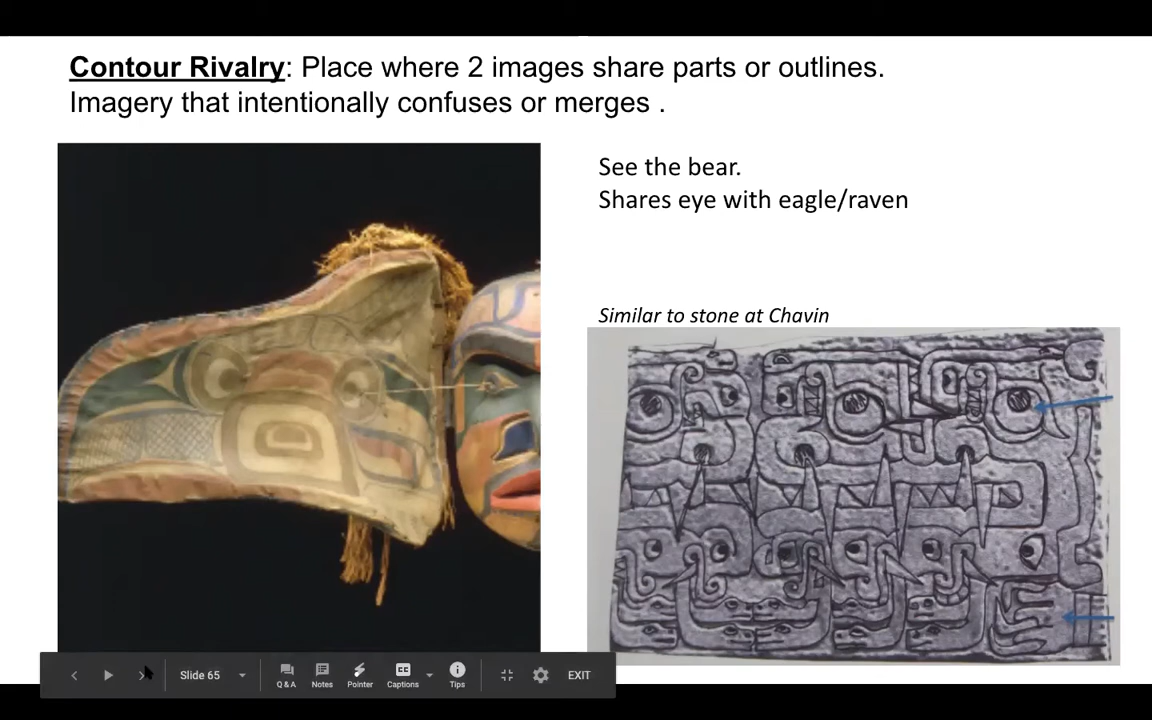 Contour Rivalry: Place where 2 images share parts or outlines.
Imagery that intentionally confuses or merges .
See the bear.
Shares eye with eagle/raven
Similar to stone at Chavin
Slide 65
Q & A
Notes
Pointer
Captions
Tips
EXIT